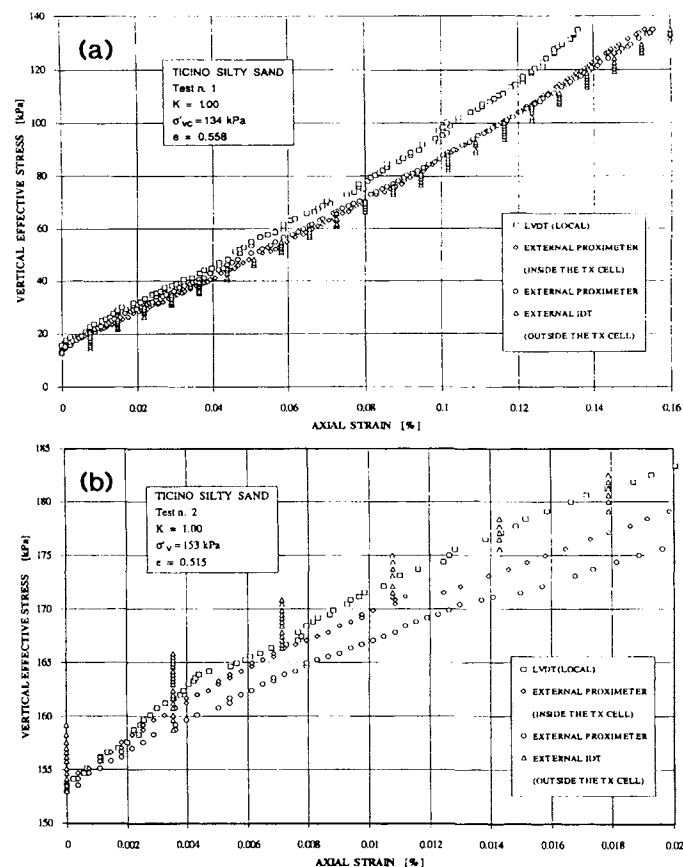 140
120
100
80
60
40
20
0
VERTICAL EFFECTIVE STRESS [kPa]
(a)
TICINO SILTY SAND
Test n. 1
K = 1.00
σ'vc = 134 kPa
e = 0.558
□ LVDT (LOCAL)
◇ EXTERNAL PROXIMETER
(INSIDE THE TX CELL)
○ EXTERNAL PROXIMETER
△ EXTERNAL IDT
(OUTSIDE THE TX CELL)
0 0.02 0.04 0.06 0.08 0.1 0.12 0.14 0.16
AXIAL STRAIN [%]
185
180
175
170
165
160
155
150
VERTICAL EFFECTIVE STRESS [kPa]
(b)
TICINO SILTY SAND
Test n. 2
K = 1.00
σ'v = 153 kPa
e = 0.515
□ LVDT (LOCAL)
◇ EXTERNAL PROXIMETER
(INSIDE THE TX CELL)
○ EXTERNAL PROXIMETER
△ EXTERNAL IDT
(OUTSIDE THE TX CELL)
0 0.002 0.004 0.006 0.008 0.01 0.012 0.014 0.016 0.018 0.02
AXIAL STRAIN [%]